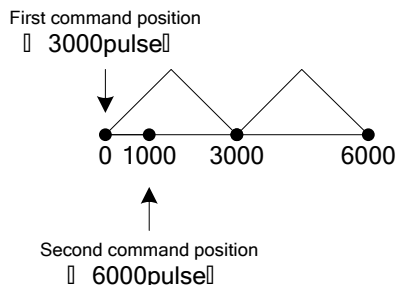 First command position
▯ 3000pulse▯
0 1000 3000 6000
Second command position
▯ 6000pulse▯